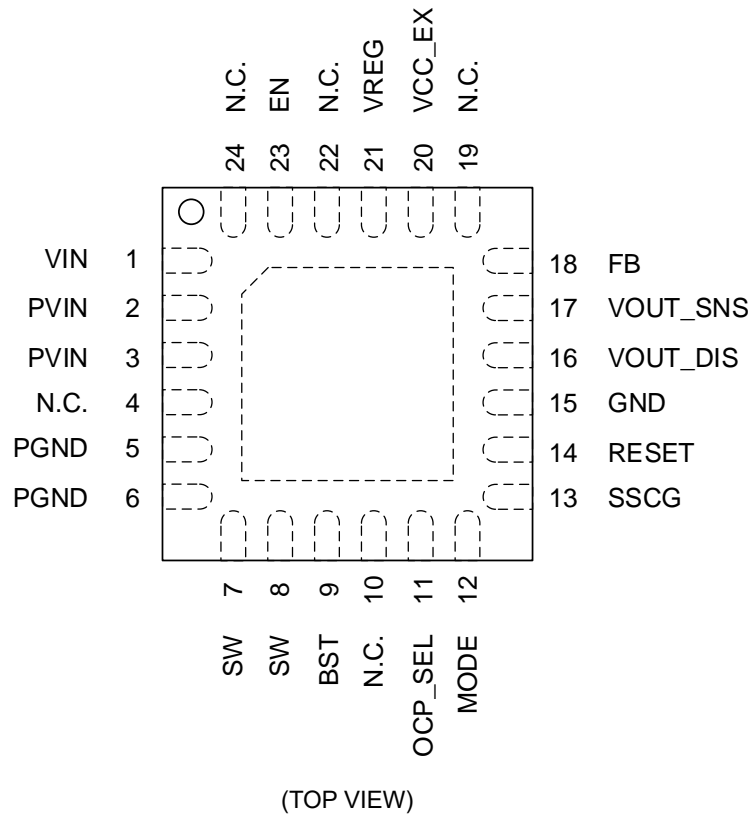 N.C. EN N.C. VREG VCC_EX N.C.
24 23 22 21 20 19
VIN 1
PVIN 2
PVIN 3
N.C. 4
PGND 5
PGND 6
18 FB
17 VOUT_SNS
16 VOUT_DIS
15 GND
14 RESET
13 SSCG
7 8 9 10 11 12
SW SW BST N.C. OCP_SEL MODE
(TOP VIEW)